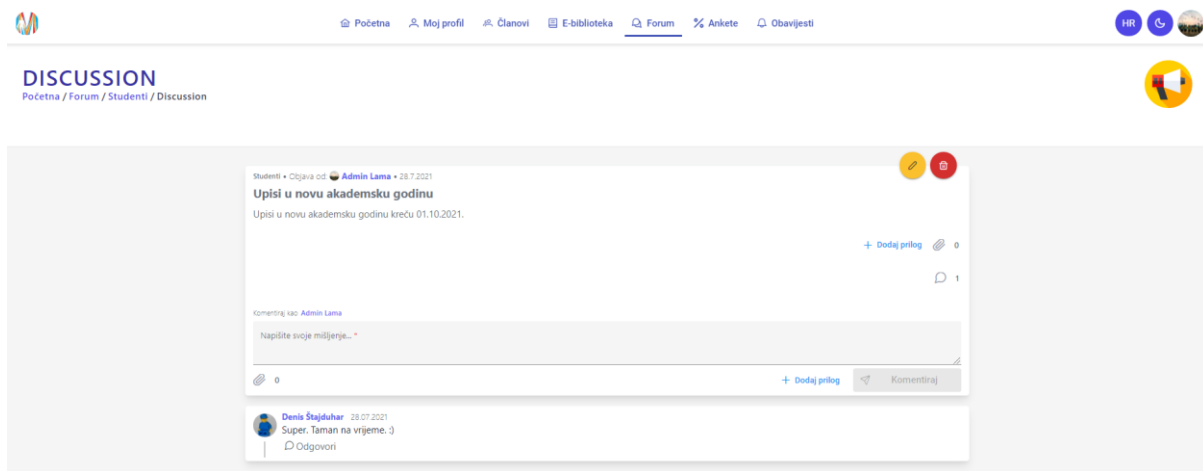 Početna Moj profil Članovi E-biblioteka Forum Ankete Obavijesti HR
DISCUSSION
Početna / Forum / Studenti / Discussion
Studenti • Objava od: Admin Lama • 28.7.2021
Upisi u novu akademsku godinu
Upisi u novu akademsku godinu kreću 01.10.2021.
+ Dodaj prilog 0
1
Komentiraj kao: Admin Lama
Napišite svoje mišljenje... *
0 + Dodaj prilog Komentiraj
Denis Štajduhar 28.07.2021
Super. Taman na vrijeme. :)
Odgovori